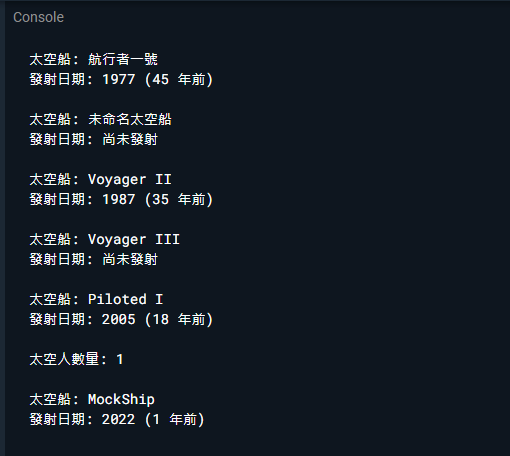 Console
太空船: 航行者一號
發射日期: 1977 (45 年前)
太空船: 未命名太空船
發射日期: 尚未發射
太空船: Voyager II
發射日期: 1987 (35 年前)
太空船: Voyager III
發射日期: 尚未發射
太空船: Piloted I
發射日期: 2005 (18 年前)
太空人數量: 1
太空船: MockShip
發射日期: 2022 (1 年前)